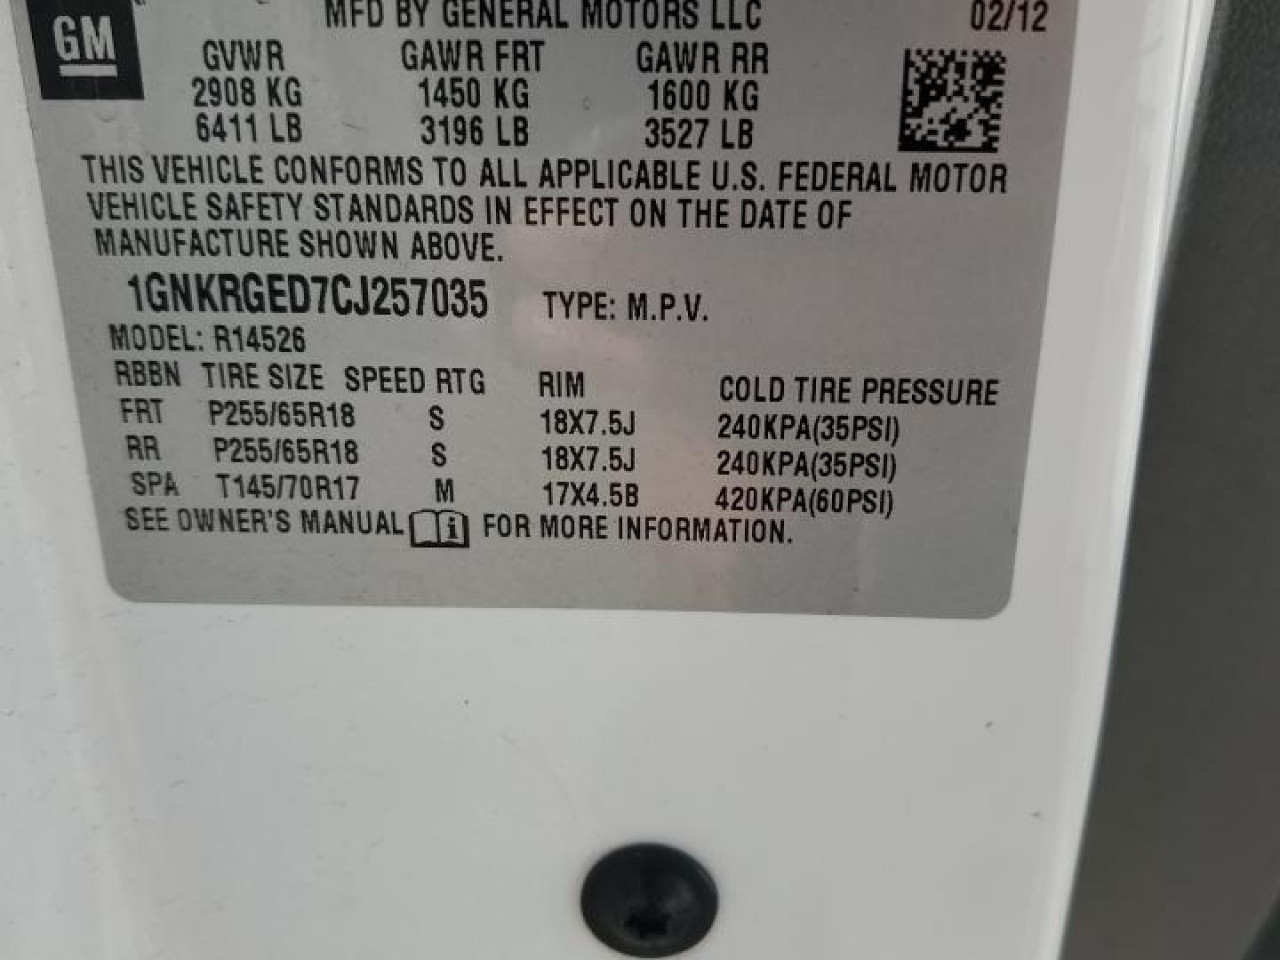 GM
MFD BY GENERAL MOTORS LLC 02/12
GVWR GAWR FRT GAWR RR
2908 KG 1450 KG 1600 KG
6411 LB 3196 LB 3527 LB
THIS VEHICLE CONFORMS TO ALL APPLICABLE U.S. FEDERAL MOTOR
VEHICLE SAFETY STANDARDS IN EFFECT ON THE DATE OF
MANUFACTURE SHOWN ABOVE.
1GNKRGED7CJ257035 TYPE: M.P.V.
MODEL: R14526
RBBN TIRE SIZE SPEED RTG RIM COLD TIRE PRESSURE
FRT P255/65R18 S 18X7.5J 240KPA(35PSI)
RR P255/65R18 S 18X7.5J 240KPA(35PSI)
SPA T145/70R17 M 17X4.5B 420KPA(60PSI)
SEE OWNER'S MANUAL i FOR MORE INFORMATION.